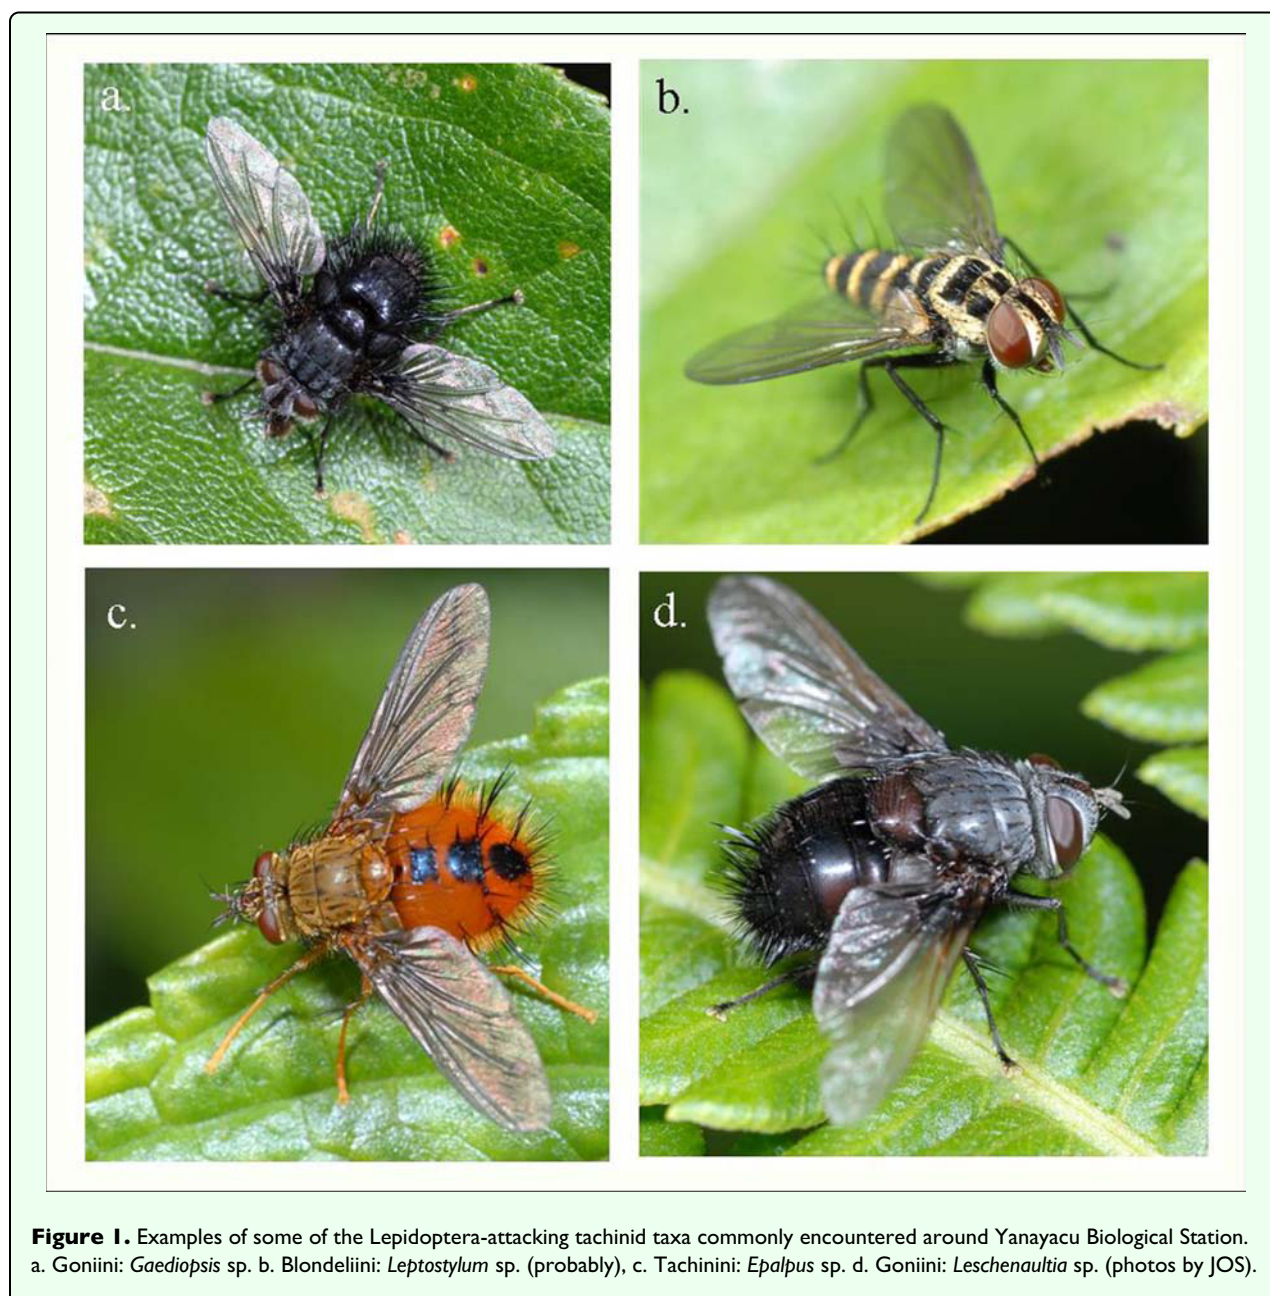 a.
b.
c.
d.
Figure 1. Examples of some of the Lepidoptera-attacking tachinid taxa commonly encountered around Yanayacu Biological Station.
a. Goniini: Gaediopsis sp. b. Blondeliini: Leptostylum sp. (probably), c. Tachinini: Epalpus sp. d. Goniini: Leschenaultia sp. (photos by JOS).